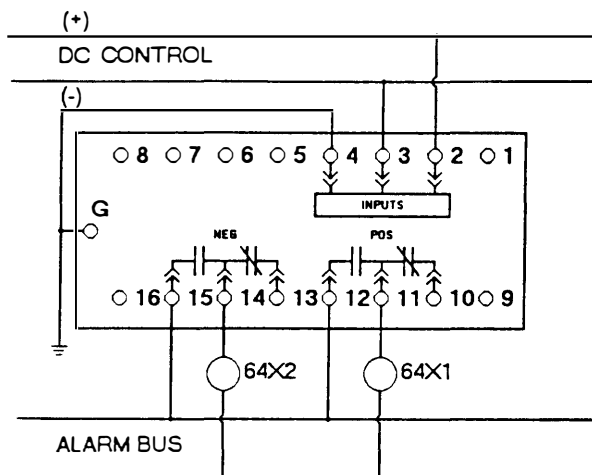 (+)
DC CONTROL
(-)
8 7 6 5 4 3 2 1
INPUTS
G
NEG POS
16 15 14 13 12 11 10 9
64X2 64X1
ALARM BUS